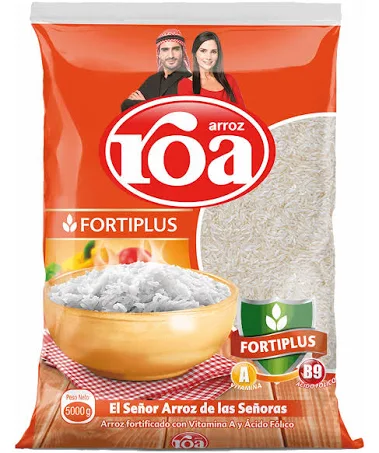 arroz
roa
FORTIPLUS
FORTIPLUS
A
VITAMINA
B9
ÁCIDO FÓLICO
Peso Neto
5000 g
El Señor Arroz de las Señoras
Arroz fortificado con Vitamina A y Ácido Fólico
roa